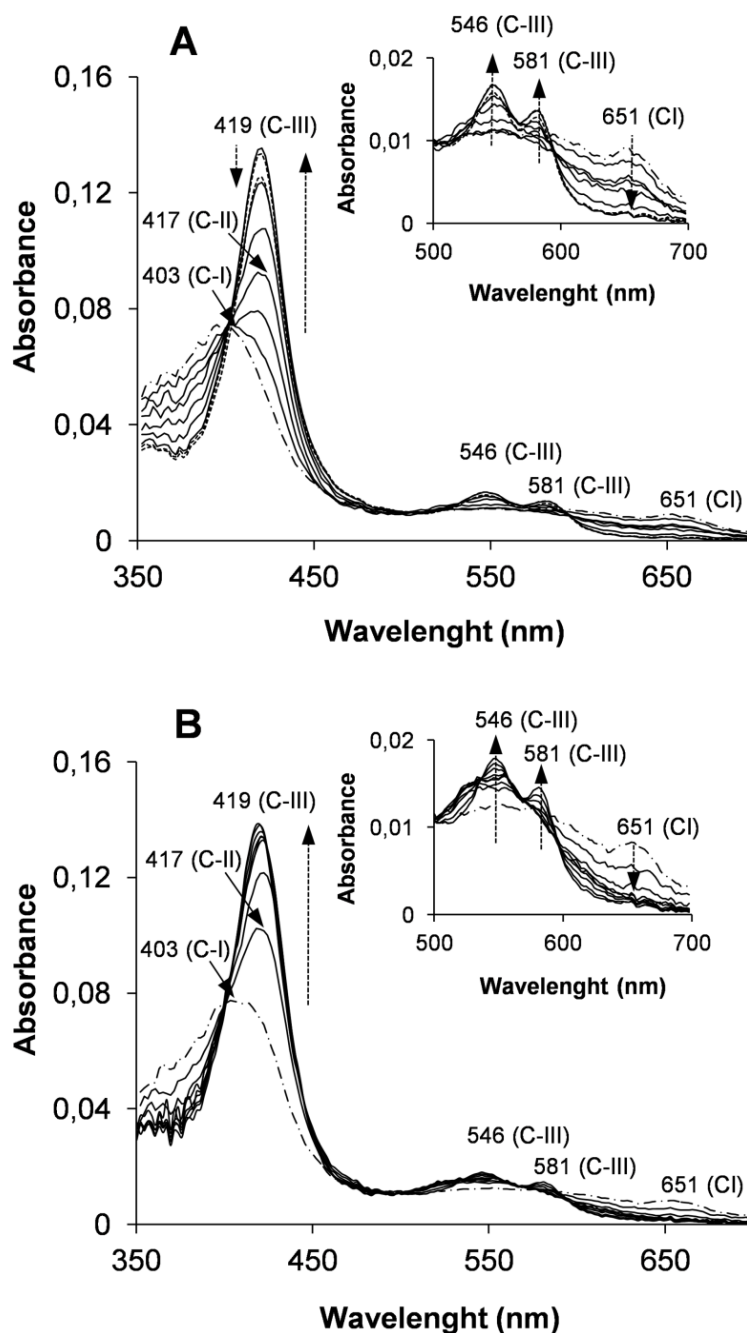 A
0,16
0,12
0,08
0,04
0
Absorbance
419 (C-III)
417 (C-II)
403 (C-I)
546 (C-III)
581 (C-III)
651 (CI)
350
450
550
650
Wavelenght (nm)
546 (C-III)
581 (C-III)
651 (CI)
0,02
0,01
0
Absorbance
500
600
700
Wavelenght (nm)
B
0,16
0,12
0,08
0,04
0
Absorbance
419 (C-III)
417 (C-II)
403 (C-I)
546 (C-III)
581 (C-III)
651 (CI)
350
450
550
650
Wavelenght (nm)
546 (C-III)
581 (C-III)
651 (CI)
0,02
0,01
0
Absorbance
500
600
700
Wavelenght (nm)